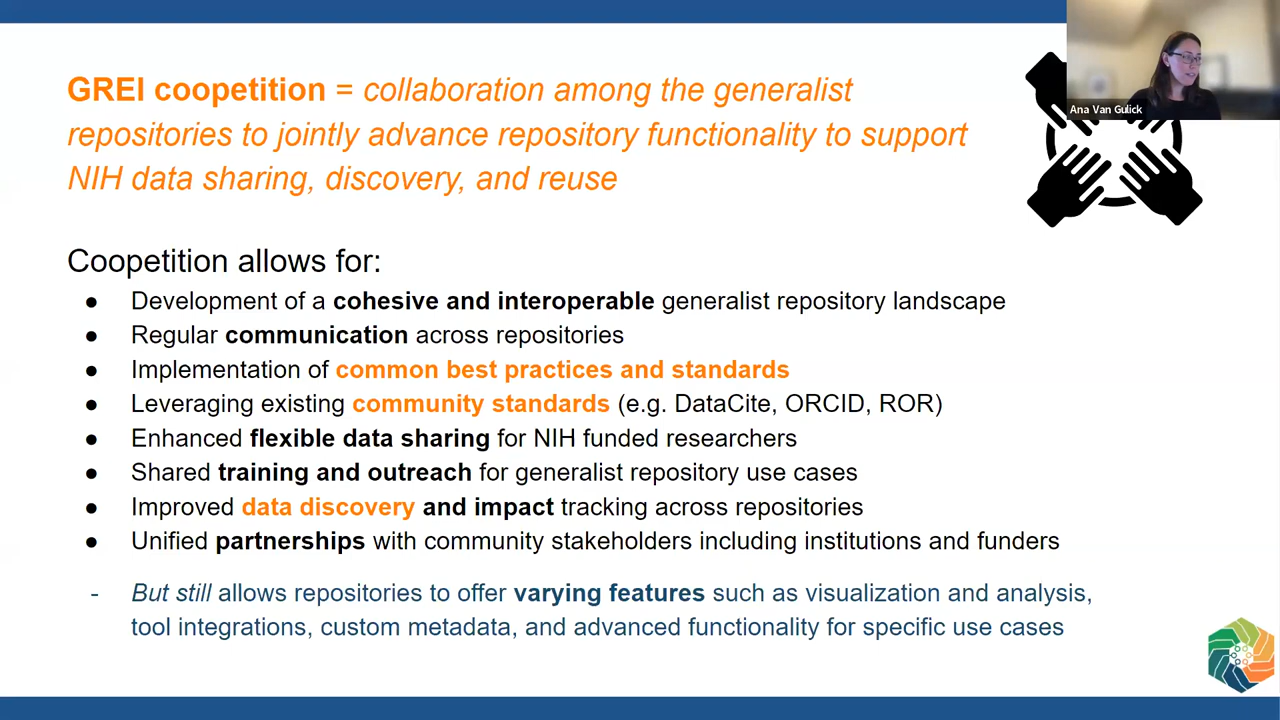 GREI coopetition = collaboration among the generalist
repositories to jointly advance repository functionality to support
NIH data sharing, discovery, and reuse
Ana Van Gulick
Coopetition allows for:
● Development of a cohesive and interoperable generalist repository landscape
● Regular communication across repositories
● Implementation of common best practices and standards
● Leveraging existing community standards (e.g. DataCite, ORCID, ROR)
● Enhanced flexible data sharing for NIH funded researchers
● Shared training and outreach for generalist repository use cases
● Improved data discovery and impact tracking across repositories
● Unified partnerships with community stakeholders including institutions and funders
- But still allows repositories to offer varying features such as visualization and analysis,
tool integrations, custom metadata, and advanced functionality for specific use cases